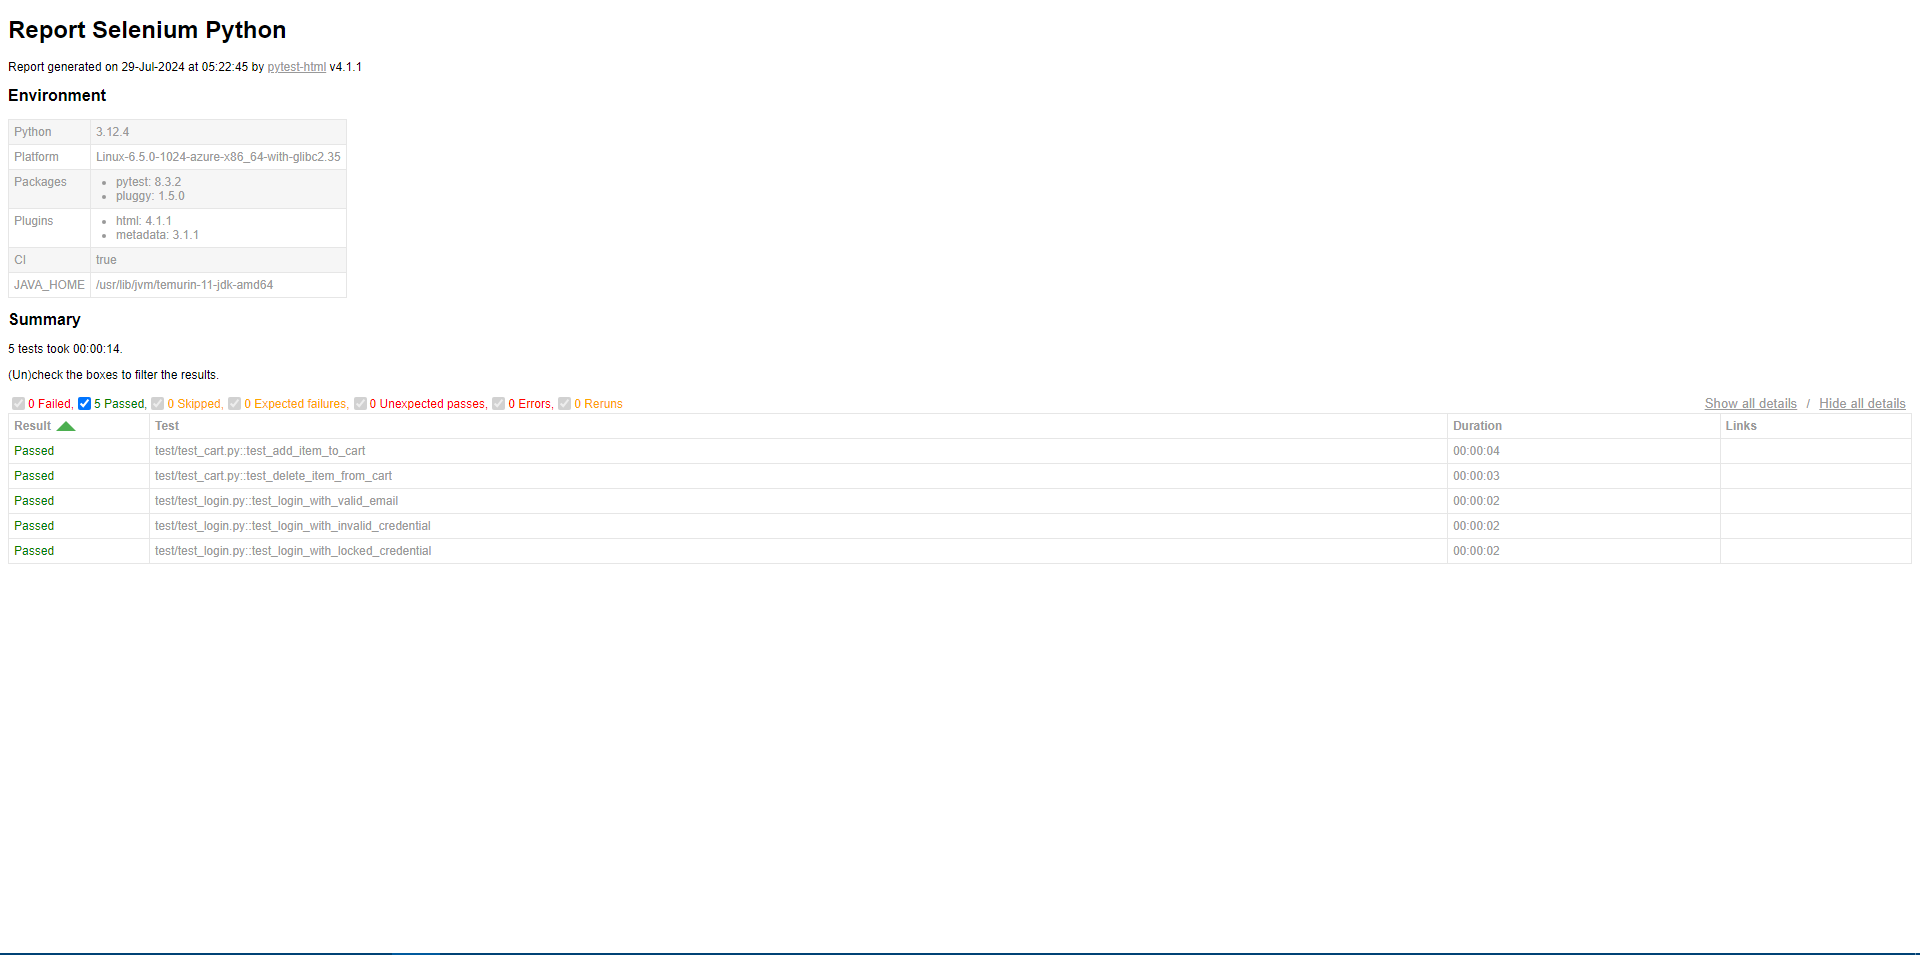 Report Selenium Python
Report generated on 29-Jul-2024 at 05:22:45 by pytest-html v4.1.1
Environment
Python 3.12.4
Platform Linux-6.5.0-1024-azure-x86_64-with-glibc2.35
Packages • pytest: 8.3.2
• pluggy: 1.5.0
Plugins • html: 4.1.1
• metadata: 3.1.1
CI true
JAVA_HOME /usr/lib/jvm/temurin-11-jdk-amd64
Summary
5 tests took 00:00:14.
(Un)check the boxes to filter the results.
0 Failed, 5 Passed, 0 Skipped, 0 Expected failures, 0 Unexpected passes, 0 Errors, 0 Reruns Show all details / Hide all details
Result Test Duration Links
Passed test/test_cart.py::test_add_item_to_cart 00:00:04
Passed test/test_cart.py::test_delete_item_from_cart 00:00:03
Passed test/test_login.py::test_login_with_valid_email 00:00:02
Passed test/test_login.py::test_login_with_invalid_credential 00:00:02
Passed test/test_login.py::test_login_with_locked_credential 00:00:02